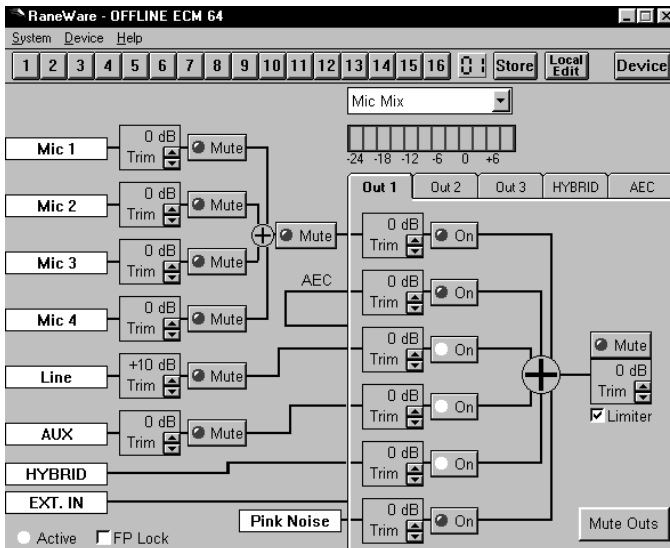 RaneWare - OFFLINE ECM 64
System Device Help
1 2 3 4 5 6 7 8 9 10 11 12 13 14 15 16 01 Store Local Edit Device
Mic Mix
-24 -18 -12 -6 0 +6
Out 1 Out 2 Out 3 HYBRID AEC
Mic 1 0 dB Trim Mute
Mic 2 0 dB Trim Mute
Mic 3 0 dB Trim Mute
Mic 4 0 dB Trim Mute
Line +10 dB Trim Mute
AUX 0 dB Trim Mute
HYBRID
EXT. IN
Pink Noise
Active FP Lock
Mute
AEC
0 dB Trim On
0 dB Trim On
0 dB Trim On
0 dB Trim On
0 dB Trim On
0 dB Trim On
Mute
0 dB
Trim
Limiter
Mute Outs